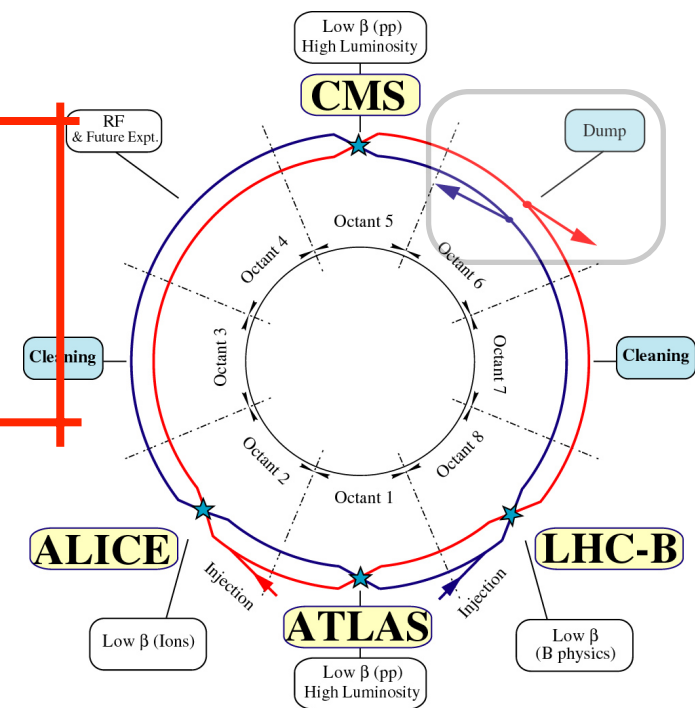 Low β (pp)
High Luminosity
CMS
RF
& Future Expt.
Dump
Octant 5
Octant 4
Octant 6
Octant 3
Octant 7
Cleaning
Cleaning
Octant 2
Octant 8
Octant 1
ALICE
LHC-B
Injection
Injection
ATLAS
Low β (Ions)
Low β
(B physics)
Low β (pp)
High Luminosity